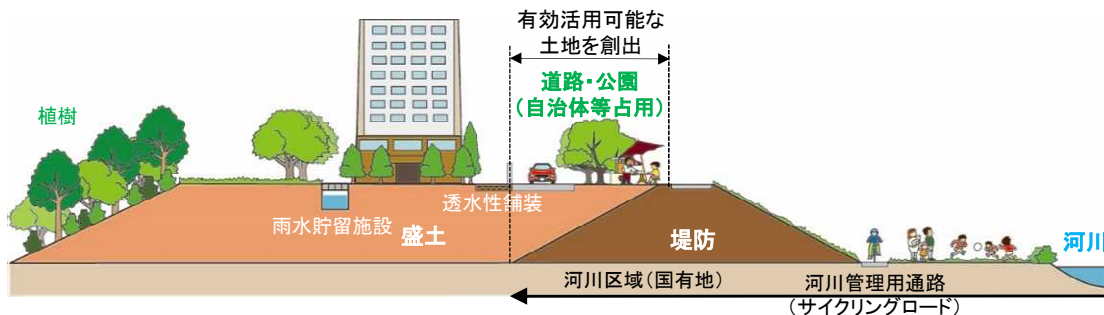 有効活用可能な
土地を創出
道路・公園
（自治体等占用）
植樹
透水性舗装
雨水貯留施設
盛土
堤防
河川
河川区域（国有地）
河川管理用通路
（サイクリングロード）